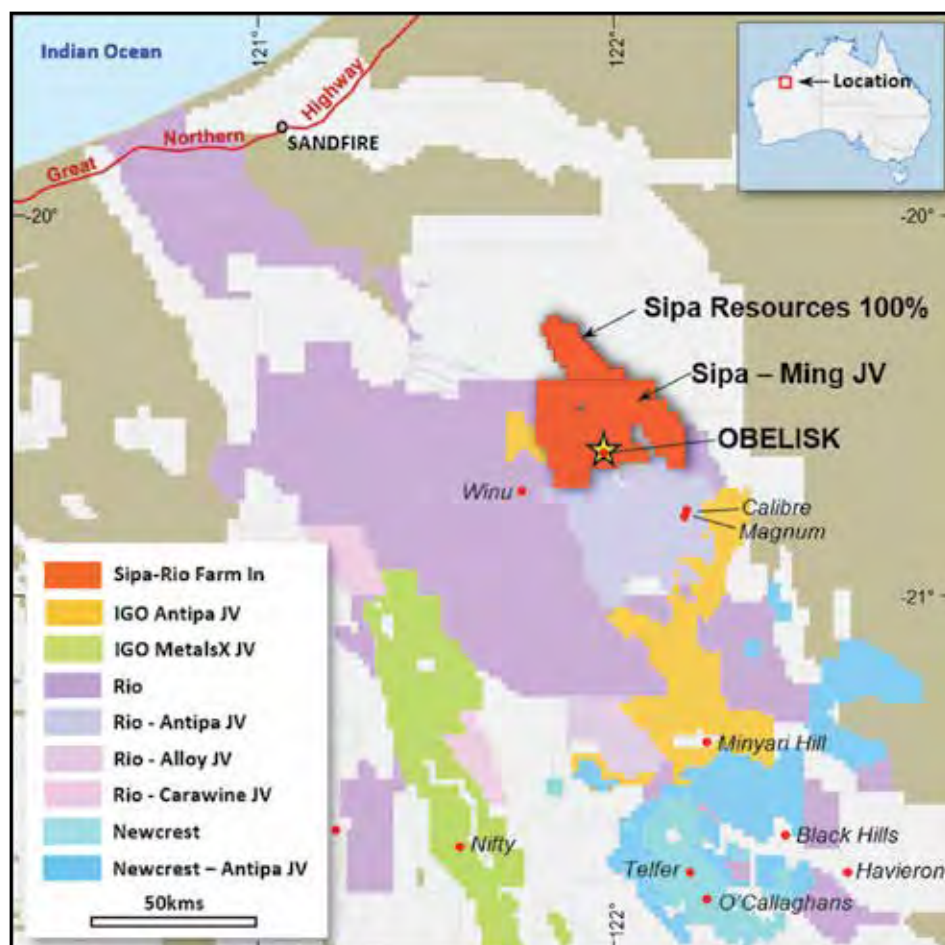 Indian Ocean
121°
122°
Location
Great Northern Highway
SANDFIRE
-20°
-20°
Sipa Resources 100%
Sipa – Ming JV
OBELISK
Winu
Calibre
Magnum
-21°
Sipa-Rio Farm In
IGO Antipa JV
IGO MetalsX JV
Rio
Rio - Antipa JV
Rio - Alloy JV
Rio - Carawine JV
Newcrest
Newcrest – Antipa JV
50kms
Minyari Hill
Nifty
Black Hills
Telfer
Havieron
O'Callaghans
122°